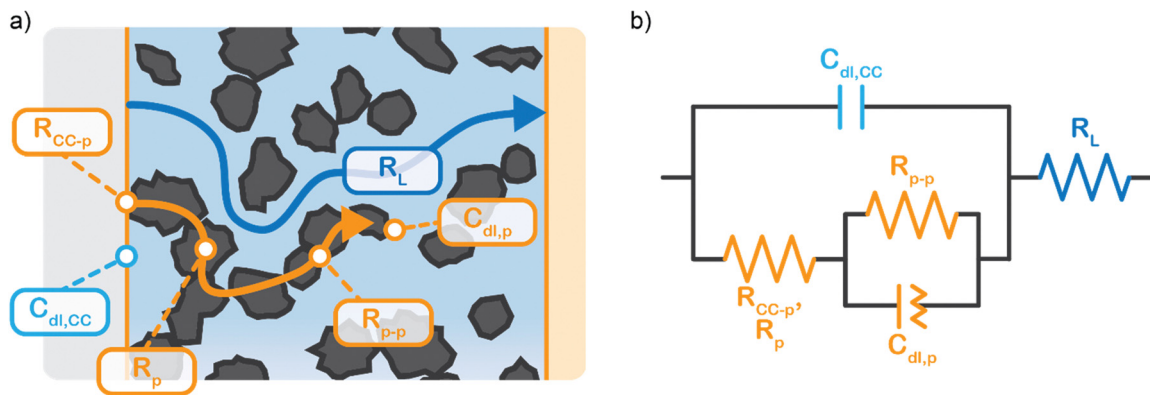 a)
R_CC-p
R_L
C_dl,p
C_dl,CC
R_p-p
R_p
b)
C_dl,CC
R_L
R_p-p
R_CC-p,
R_p
C_dl,p